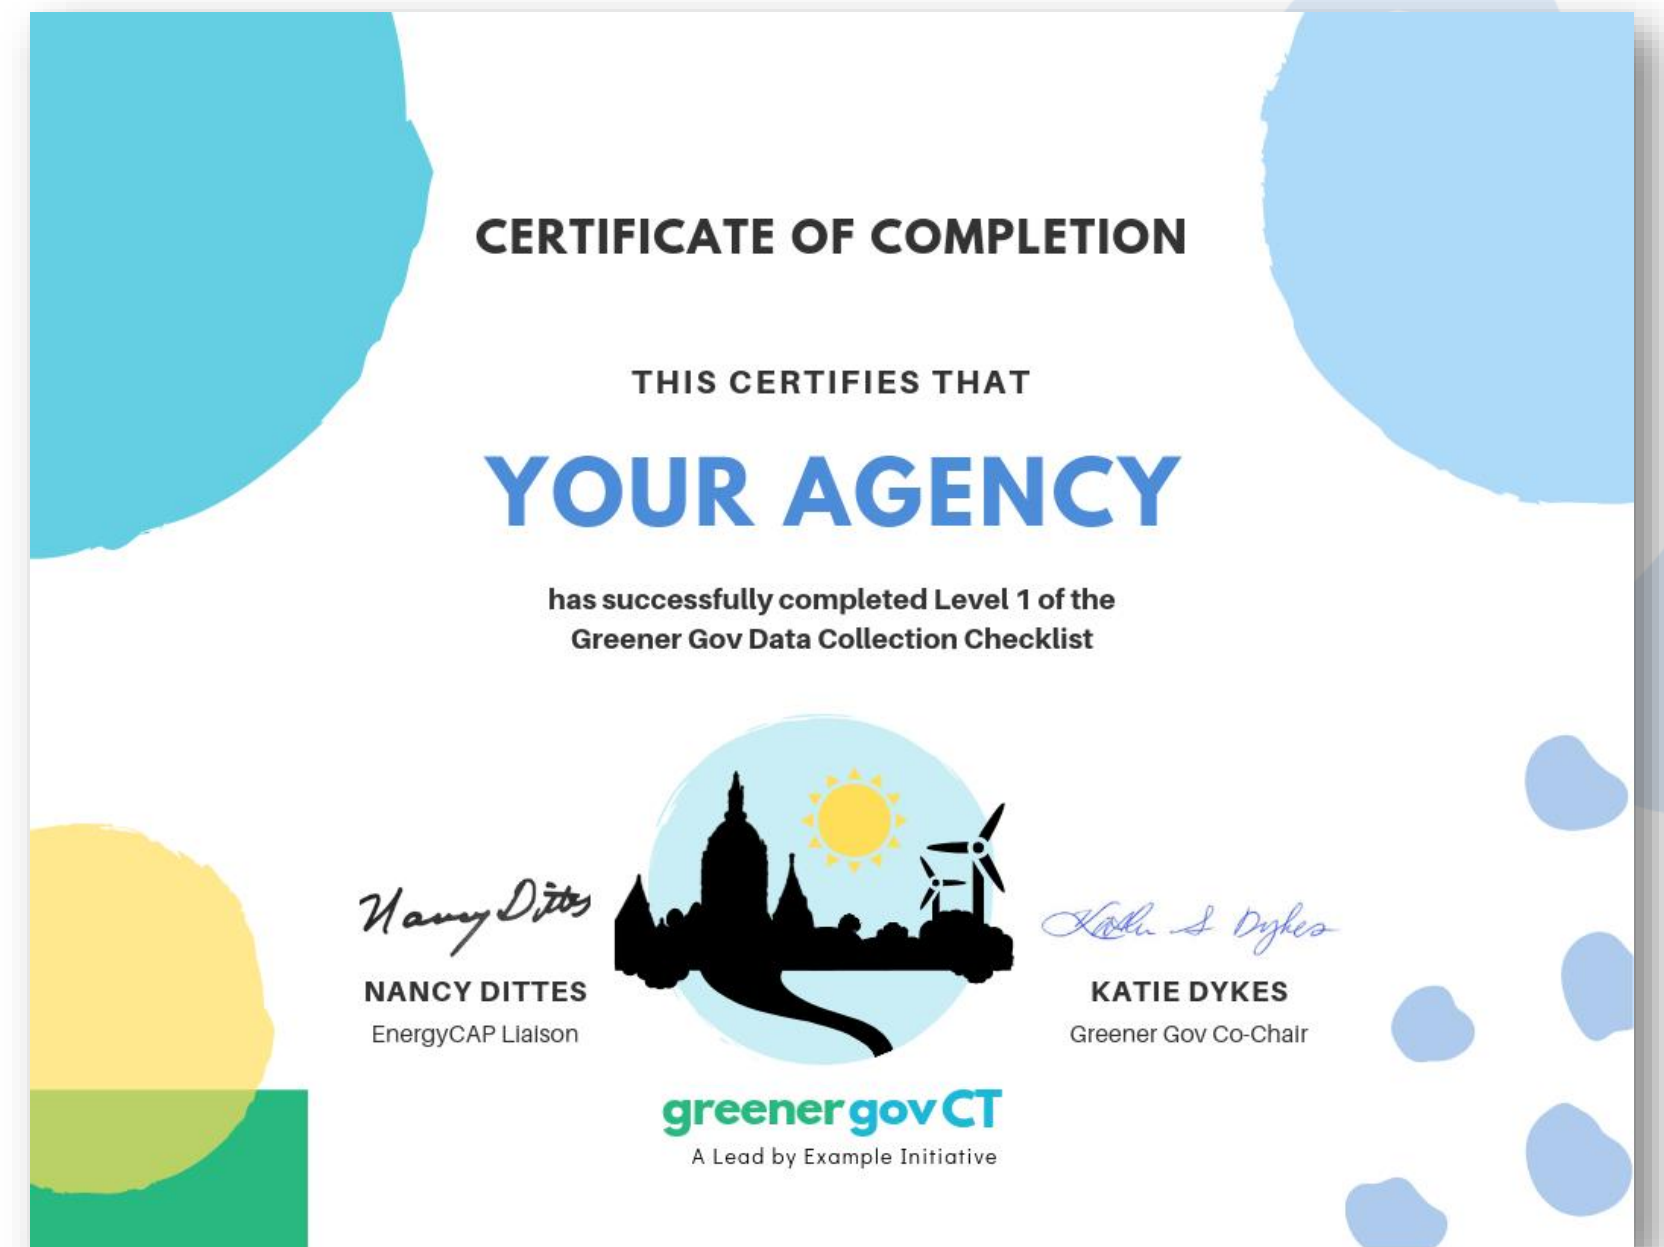 CERTIFICATE OF COMPLETION
THIS CERTIFIES THAT
YOUR AGENCY
has successfully completed Level 1 of the
Greener Gov Data Collection Checklist
Nancy Dittes
NANCY DITTES
EnergyCAP Liaison
Katie S Dykes
KATIE DYKES
Greener Gov Co-Chair
greenergovCT
A Lead by Example Initiative